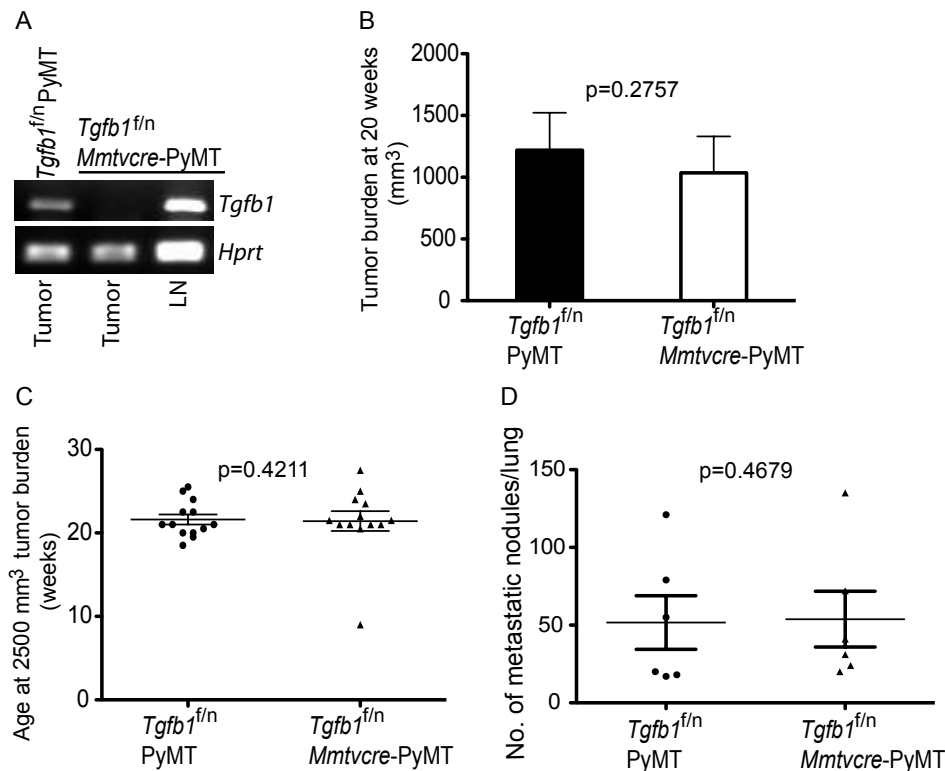 A
Tgfb1f/nPyMT
Tgfb1f/n
Mmtvcre-PyMT
Tgfb1
Hprt
Tumor
Tumor
LN
B
Tumor burden at 20 weeks
(mm3)
2000
1500
1000
500
0
p=0.2757
Tgfb1f/n
PyMT
Tgfb1f/n
Mmtvcre-PyMT
C
Age at 2500 mm3 tumor burden
(weeks)
30
20
10
0
p=0.4211
Tgfb1f/n
PyMT
Tgfb1f/n
Mmtvcre-PyMT
D
No. of metastatic nodules/lung
150
100
50
0
p=0.4679
Tgfb1f/n
PyMT
Tgfb1f/n
Mmtvcre-PyMT